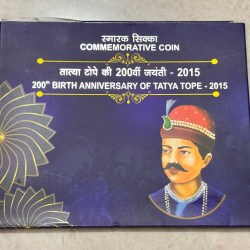 स्मारक सिक्का
COMMEMORATIVE COIN
तात्या टोपे की 200वीं जयंती - 2015
200th BIRTH ANNIVERSARY OF TATYA TOPE - 2015